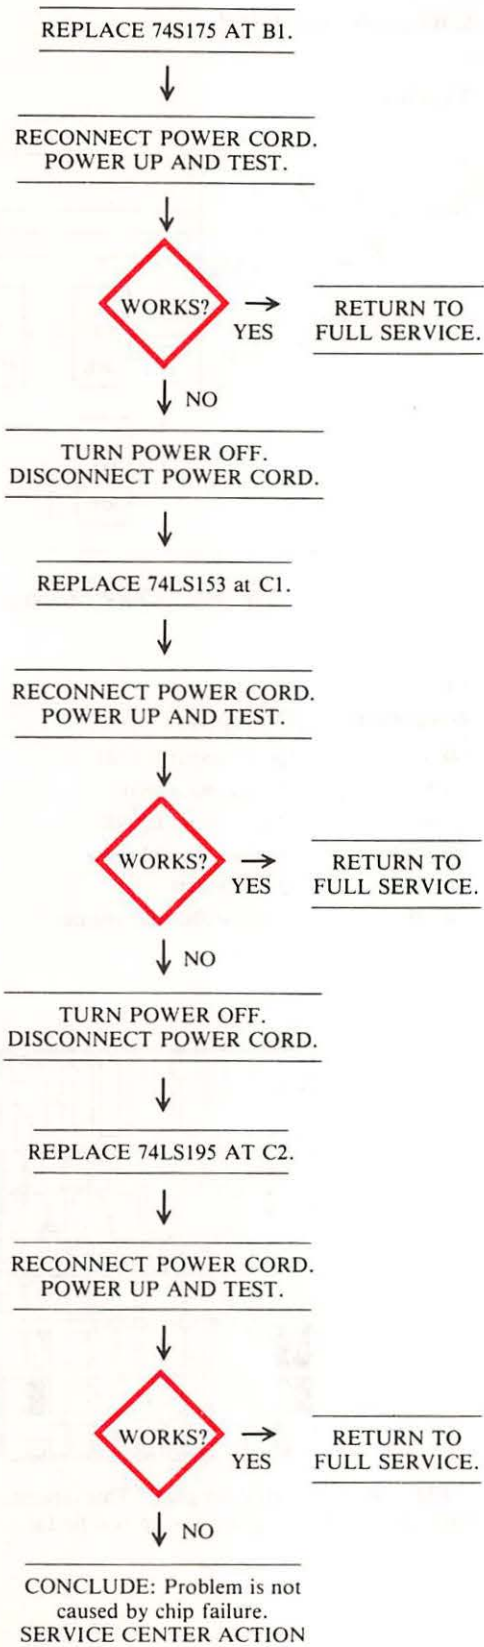 REPLACE 74S175 AT B1.
RECONNECT POWER CORD.
POWER UP AND TEST.
WORKS?
YES
RETURN TO
FULL SERVICE.
NO
TURN POWER OFF.
DISCONNECT POWER CORD.
REPLACE 74LS153 at C1.
RECONNECT POWER CORD.
POWER UP AND TEST.
WORKS?
YES
RETURN TO
FULL SERVICE.
NO
TURN POWER OFF.
DISCONNECT POWER CORD.
REPLACE 74LS195 AT C2.
RECONNECT POWER CORD.
POWER UP AND TEST.
WORKS?
YES
RETURN TO
FULL SERVICE.
NO
CONCLUDE: Problem is not
caused by chip failure.
SERVICE CENTER ACTION